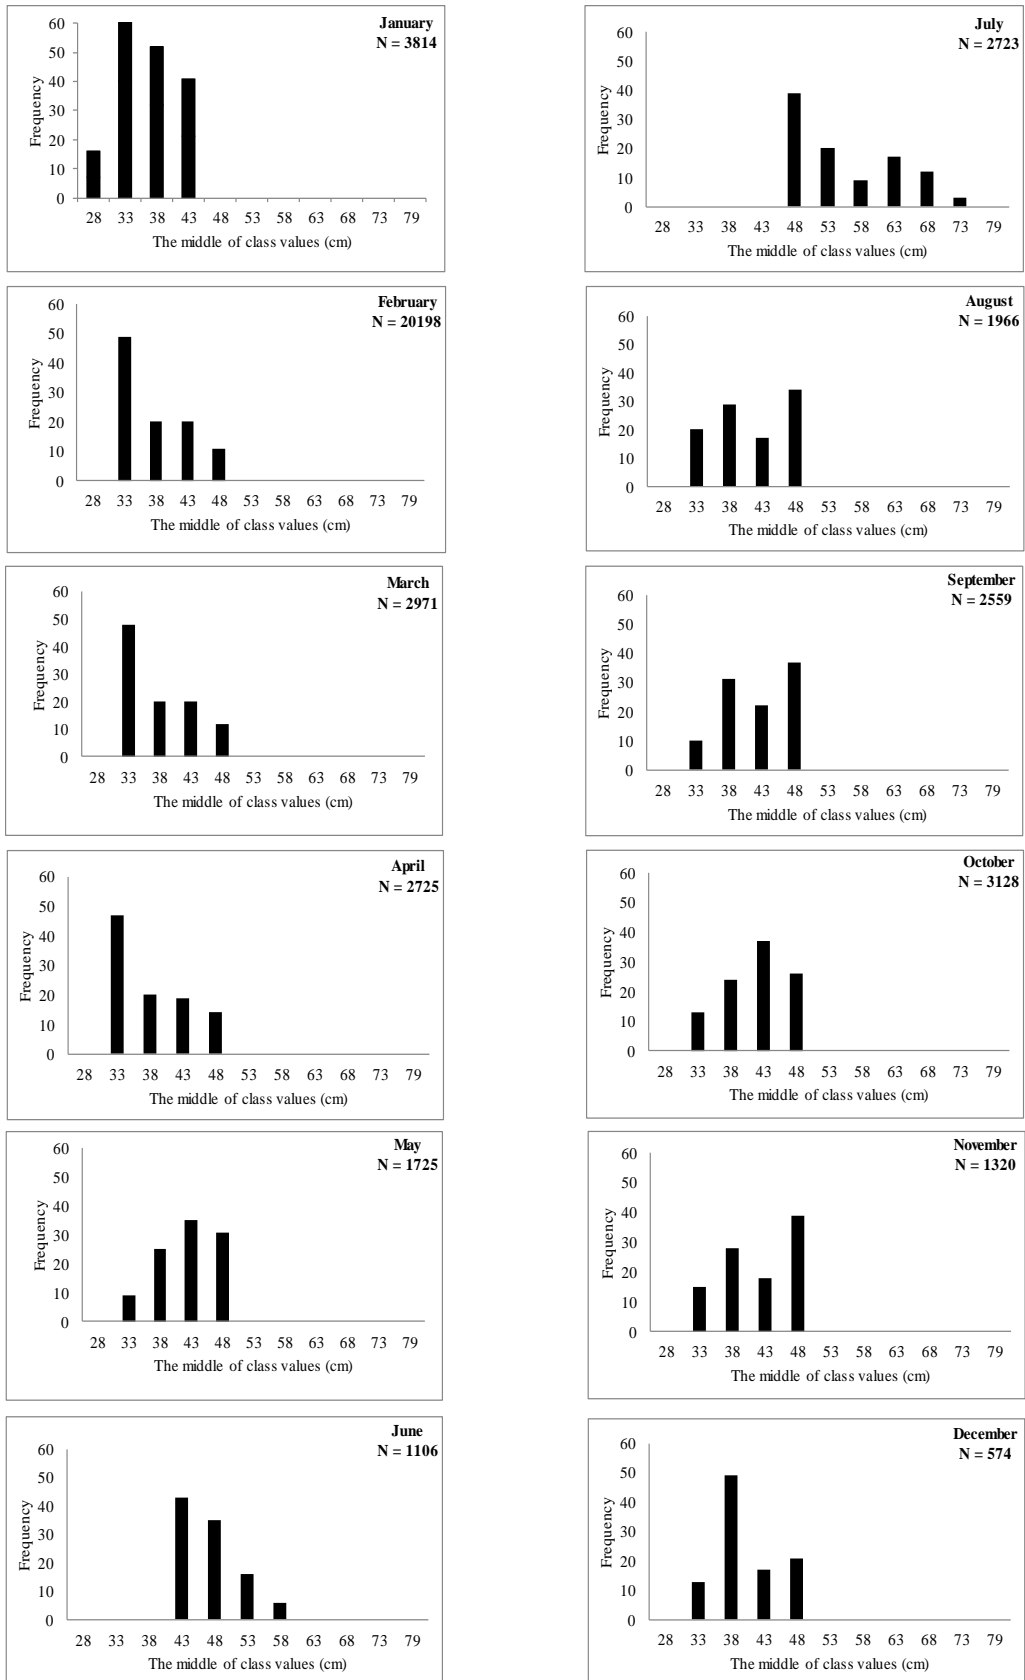 January
N = 3814
Frequency
60
50
40
30
20
10
0
28 33 38 43 48 53 58 63 68 73 79
The middle of class values (cm)
July
N = 2723
Frequency
60
50
40
30
20
10
0
28 33 38 43 48 53 58 63 68 73 79
The middle of class values (cm)
February
N = 20198
Frequency
60
50
40
30
20
10
0
28 33 38 43 48 53 58 63 68 73 79
The middle of class values (cm)
August
N = 1966
Frequency
60
50
40
30
20
10
0
28 33 38 43 48 53 58 63 68 73 79
The middle of class values (cm)
March
N = 2971
Frequency
60
50
40
30
20
10
0
28 33 38 43 48 53 58 63 68 73 79
The middle of class values (cm)
September
N = 2559
Frequency
60
50
40
30
20
10
0
28 33 38 43 48 53 58 63 68 73 79
The middle of class values (cm)
April
N = 2725
Frequency
60
50
40
30
20
10
0
28 33 38 43 48 53 58 63 68 73 79
The middle of class values (cm)
October
N = 3128
Frequency
60
50
40
30
20
10
0
28 33 38 43 48 53 58 63 68 73 79
The middle of class values (cm)
May
N = 1725
Frequency
60
50
40
30
20
10
0
28 33 38 43 48 53 58 63 68 73 79
The middle of class values (cm)
November
N = 1320
Frequency
60
50
40
30
20
10
0
28 33 38 43 48 53 58 63 68 73 79
The middle of class values (cm)
June
N = 1106
Frequency
60
50
40
30
20
10
0
28 33 38 43 48 53 58 63 68 73 79
The middle of class values (cm)
December
N = 574
Frequency
60
50
40
30
20
10
0
28 33 38 43 48 53 58 63 68 73 79
The middle of class values (cm)